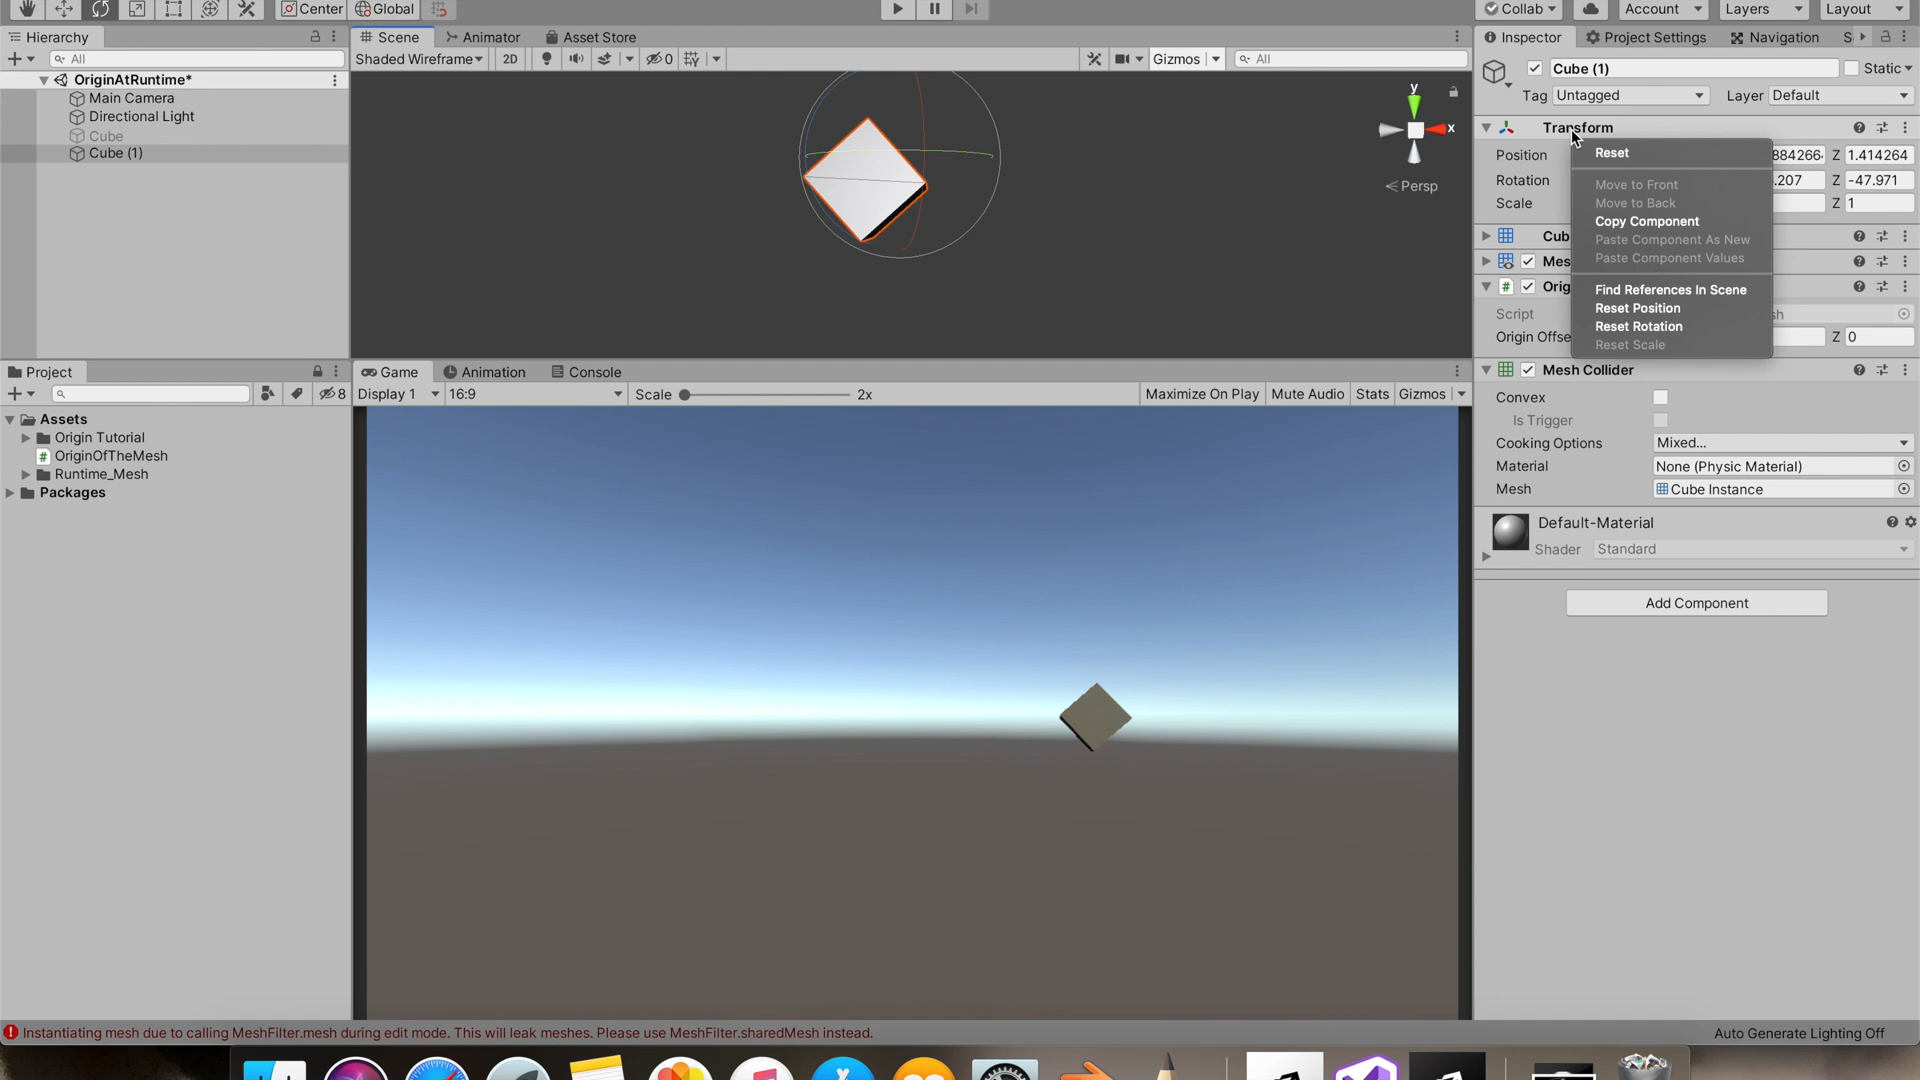 Center
Global
Collab
Account
Layers
Layout
Hierarchy
All
OriginAtRuntime*
Main Camera
Directional Light
Cube
Cube (1)
Scene
Animator
Asset Store
Shaded Wireframe
2D
0
Gizmos
All
y
x
Persp
Inspector
Project Settings
Navigation
S
Cube (1)
Static
Tag
Untagged
Layer
Default
Transform
Position
884266
Z
1.414264
Rotation
.207
Z
-47.971
Scale
Z
1
Reset
Move to Front
Move to Back
Copy Component
Paste Component As New
Paste Component Values
Find References In Scene
Reset Position
Reset Rotation
Reset Scale
Cub
Mes
Orig
Script
sh
Origin Offse
Z
0
Mesh Collider
Convex
Is Trigger
Cooking Options
Mixed...
Material
None (Physic Material)
Mesh
Cube Instance
Default-Material
Shader
Standard
Add Component
Project
8
Assets
Origin Tutorial
OriginOfTheMesh
Runtime_Mesh
Packages
Game
Animation
Console
Display 1
16:9
Scale
2x
Maximize On Play
Mute Audio
Stats
Gizmos
Instantiating mesh due to calling MeshFilter.mesh during edit mode. This will leak meshes. Please use MeshFilter.sharedMesh instead.
Auto Generate Lighting Off